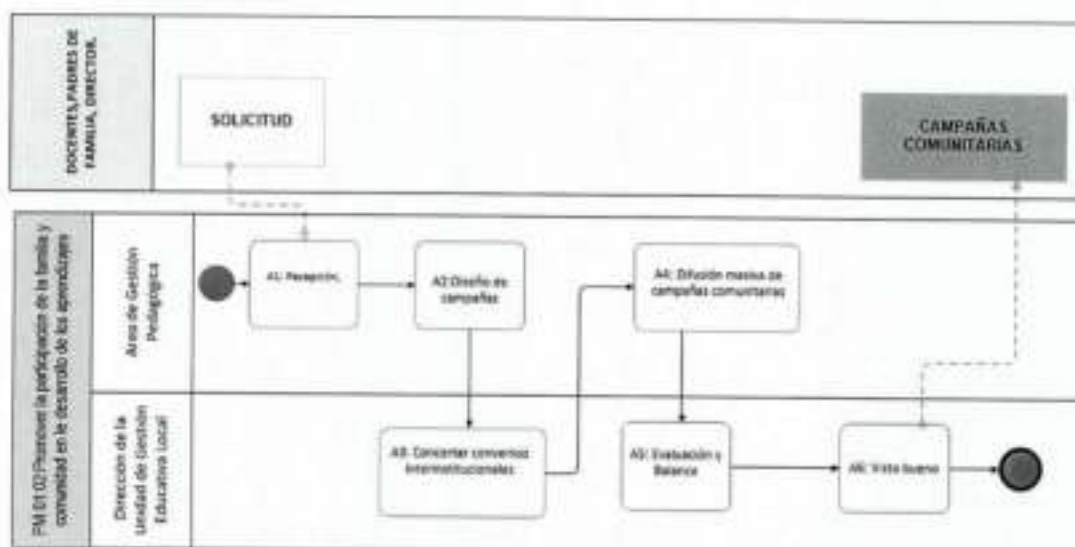 DOCENTES,PADRES DE
FAMILIA, DIRECTOR.
SOLICITUD
CAMPAÑAS
COMUNITARIAS
PM 01 02 Promover la participación de la familia y
comunidad en le desarrollo de los aprendizajes
Area de Gestión
Pedagogica
A1: Recepción.
A2 Diseño de
campañas
A4: Difusión masiva de
campañas comunitarias
Dirección de la
Unidad de Gestión
Educativa Local
A3: Concertar convenios
interinstitucionales
A5: Evaluación y
Balance
A6: Visto bueno